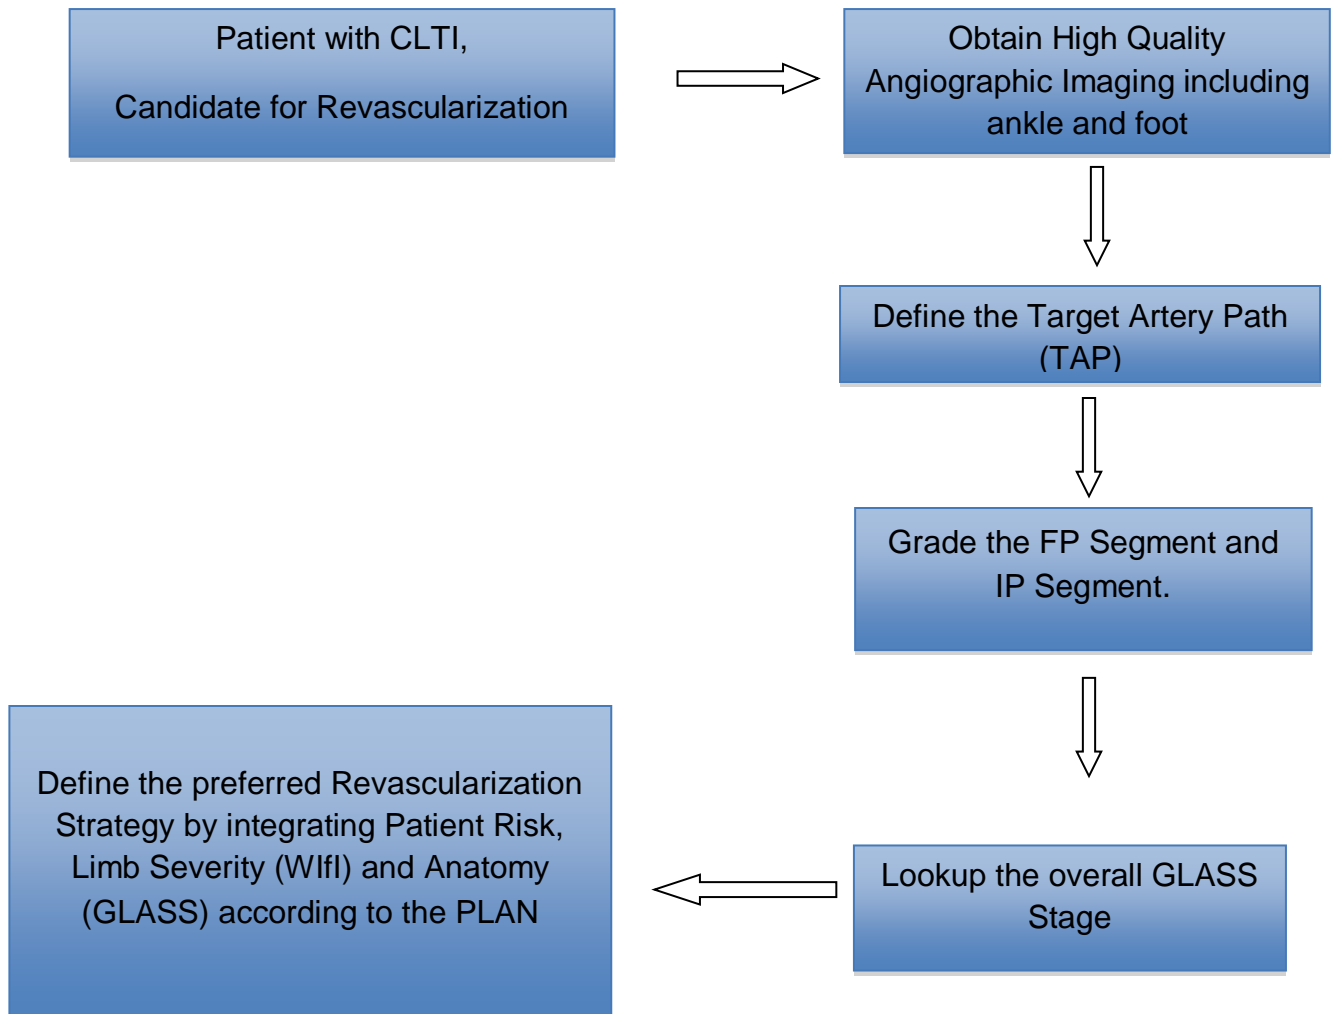 Patient with CLTI,
Candidate for Revascularization
Obtain High Quality
Angiographic Imaging including
ankle and foot
Define the Target Artery Path
(TAP)
Grade the FP Segment and
IP Segment.
Lookup the overall GLASS
Stage
Define the preferred Revascularization
Strategy by integrating Patient Risk,
Limb Severity (WIfI) and Anatomy
(GLASS) according to the PLAN